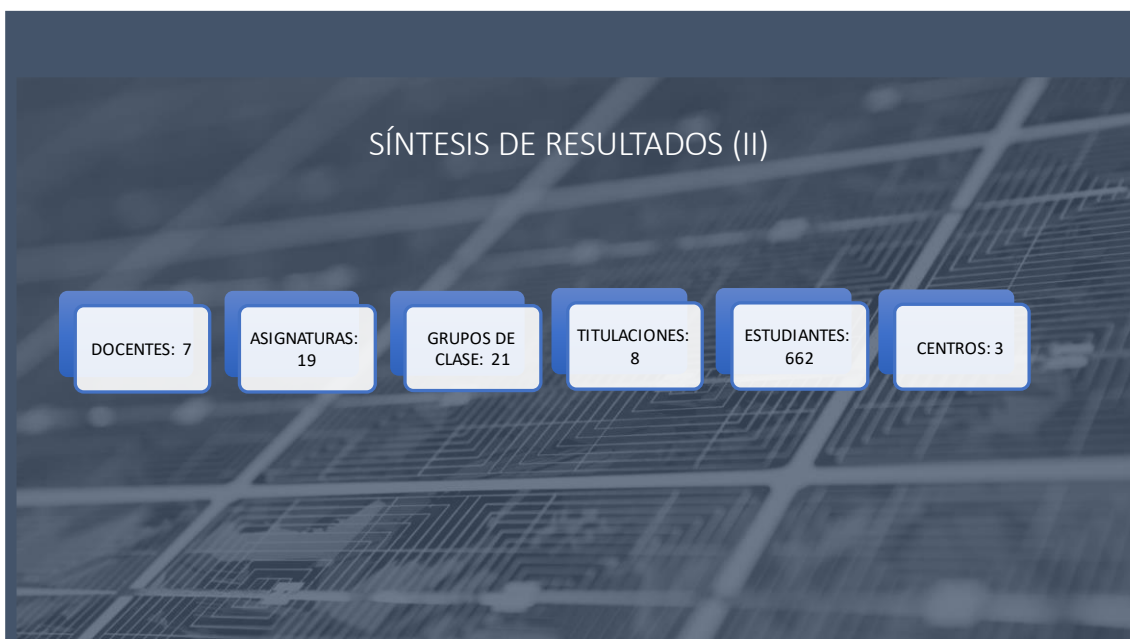 SÍNTESIS DE RESULTADOS (II)
DOCENTES: 7
ASIGNATURAS:
19
GRUPOS DE
CLASE: 21
TITULACIONES:
8
ESTUDIANTES:
662
CENTROS: 3